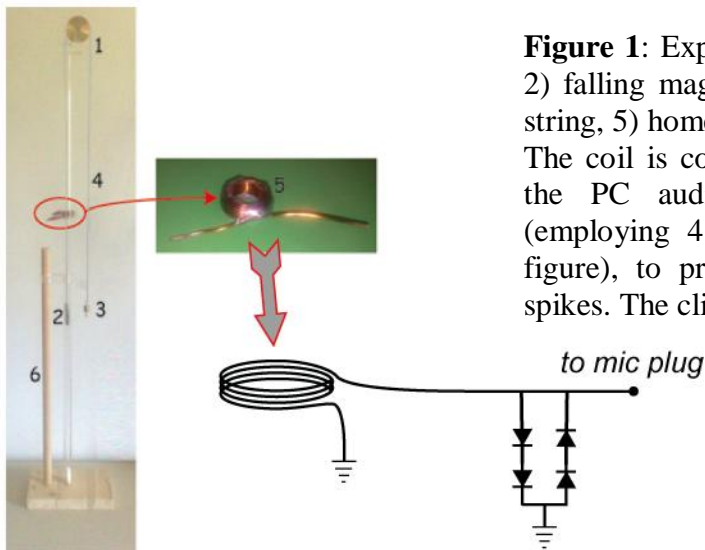 Figure 1: Exp
2) falling mag
string, 5) home
The coil is co
the PC aud
(employing 4
figure), to pr
spikes. The cli
1
4
5
2
3
6
to mic plug